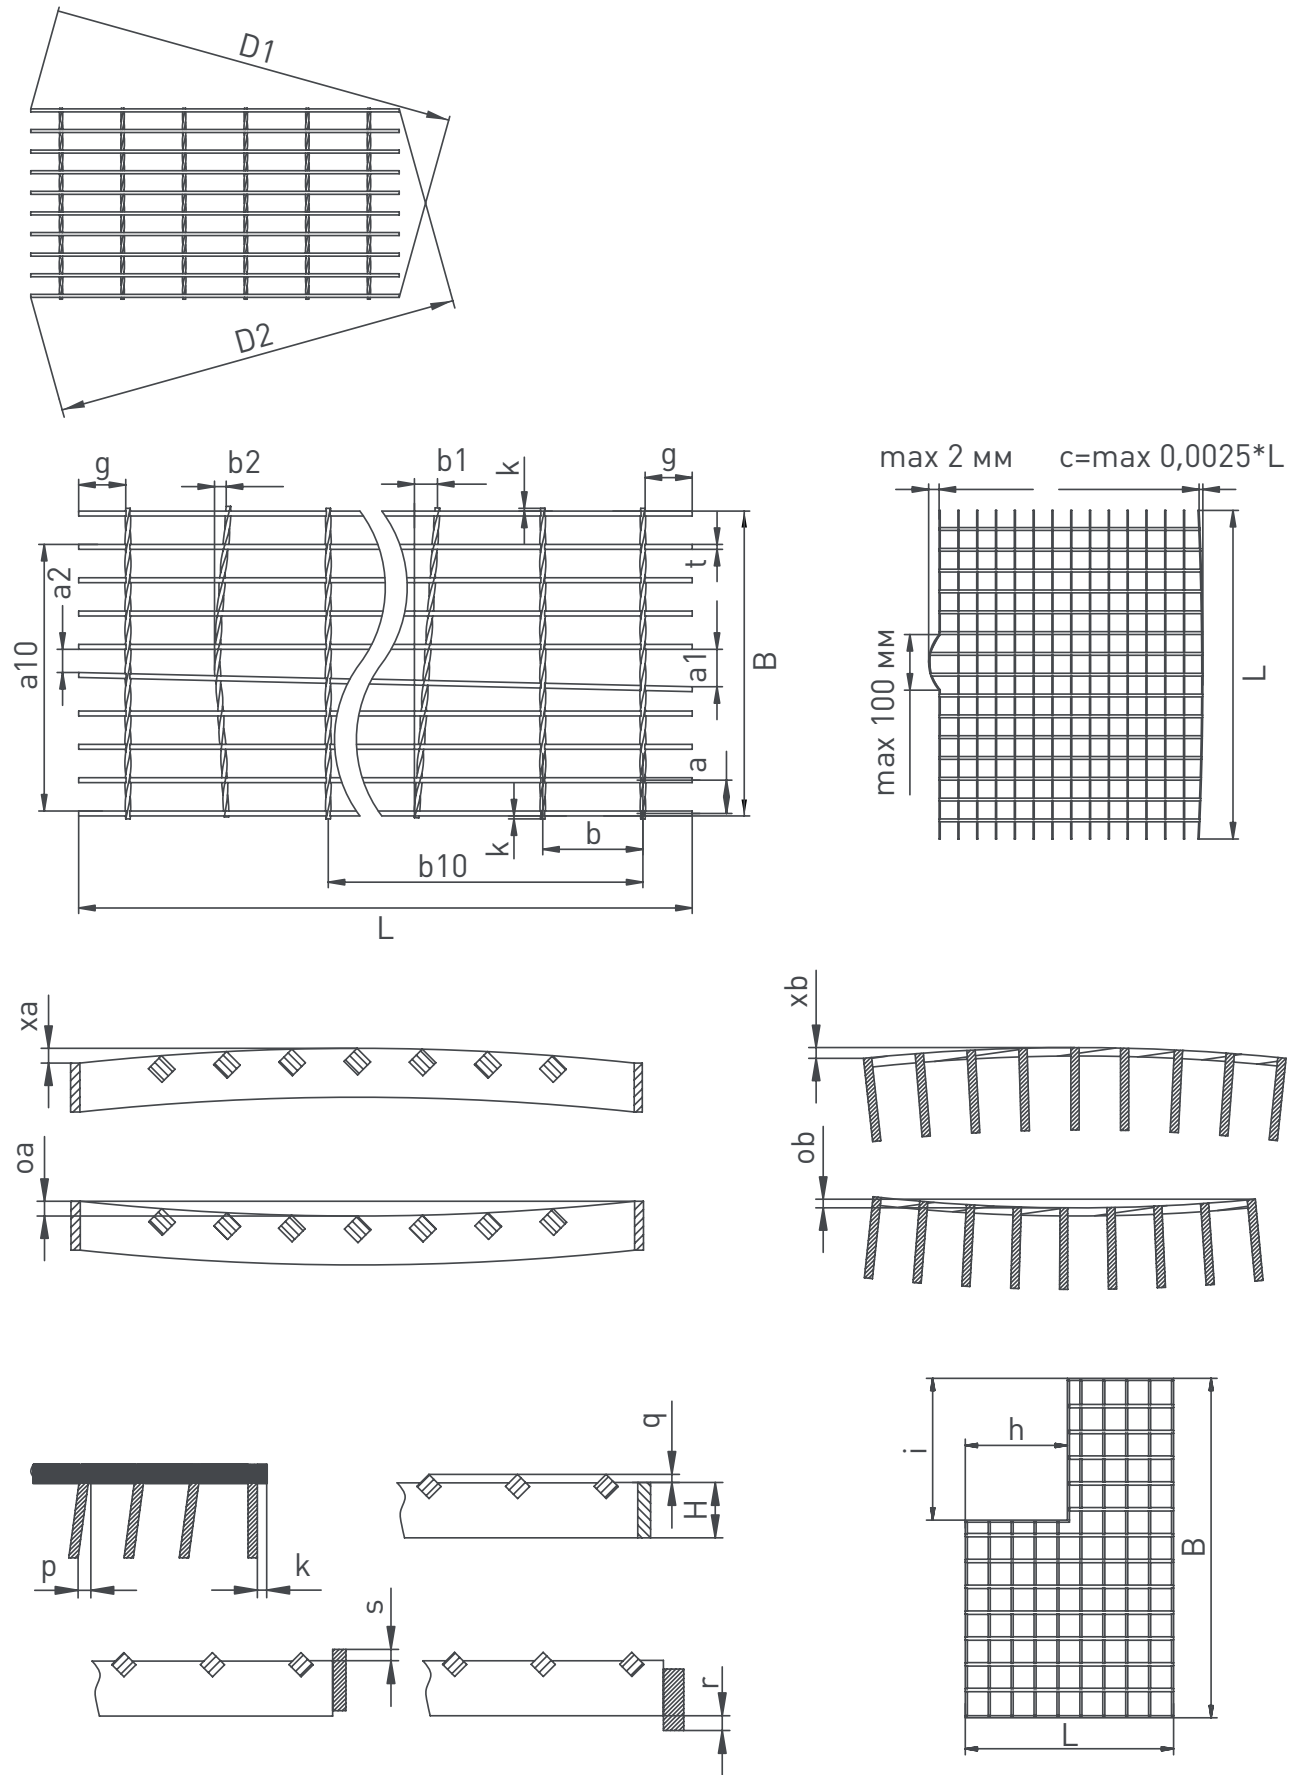 D1
D2
g
b2
b1
k
g
a2
a10
t
a1
B
a
k
b
b10
L
max 2 мм
c=max 0,0025*L
max 100 мм
L
xa
oa
xb
ob
p
k
q
H
s
r
i
h
B
L